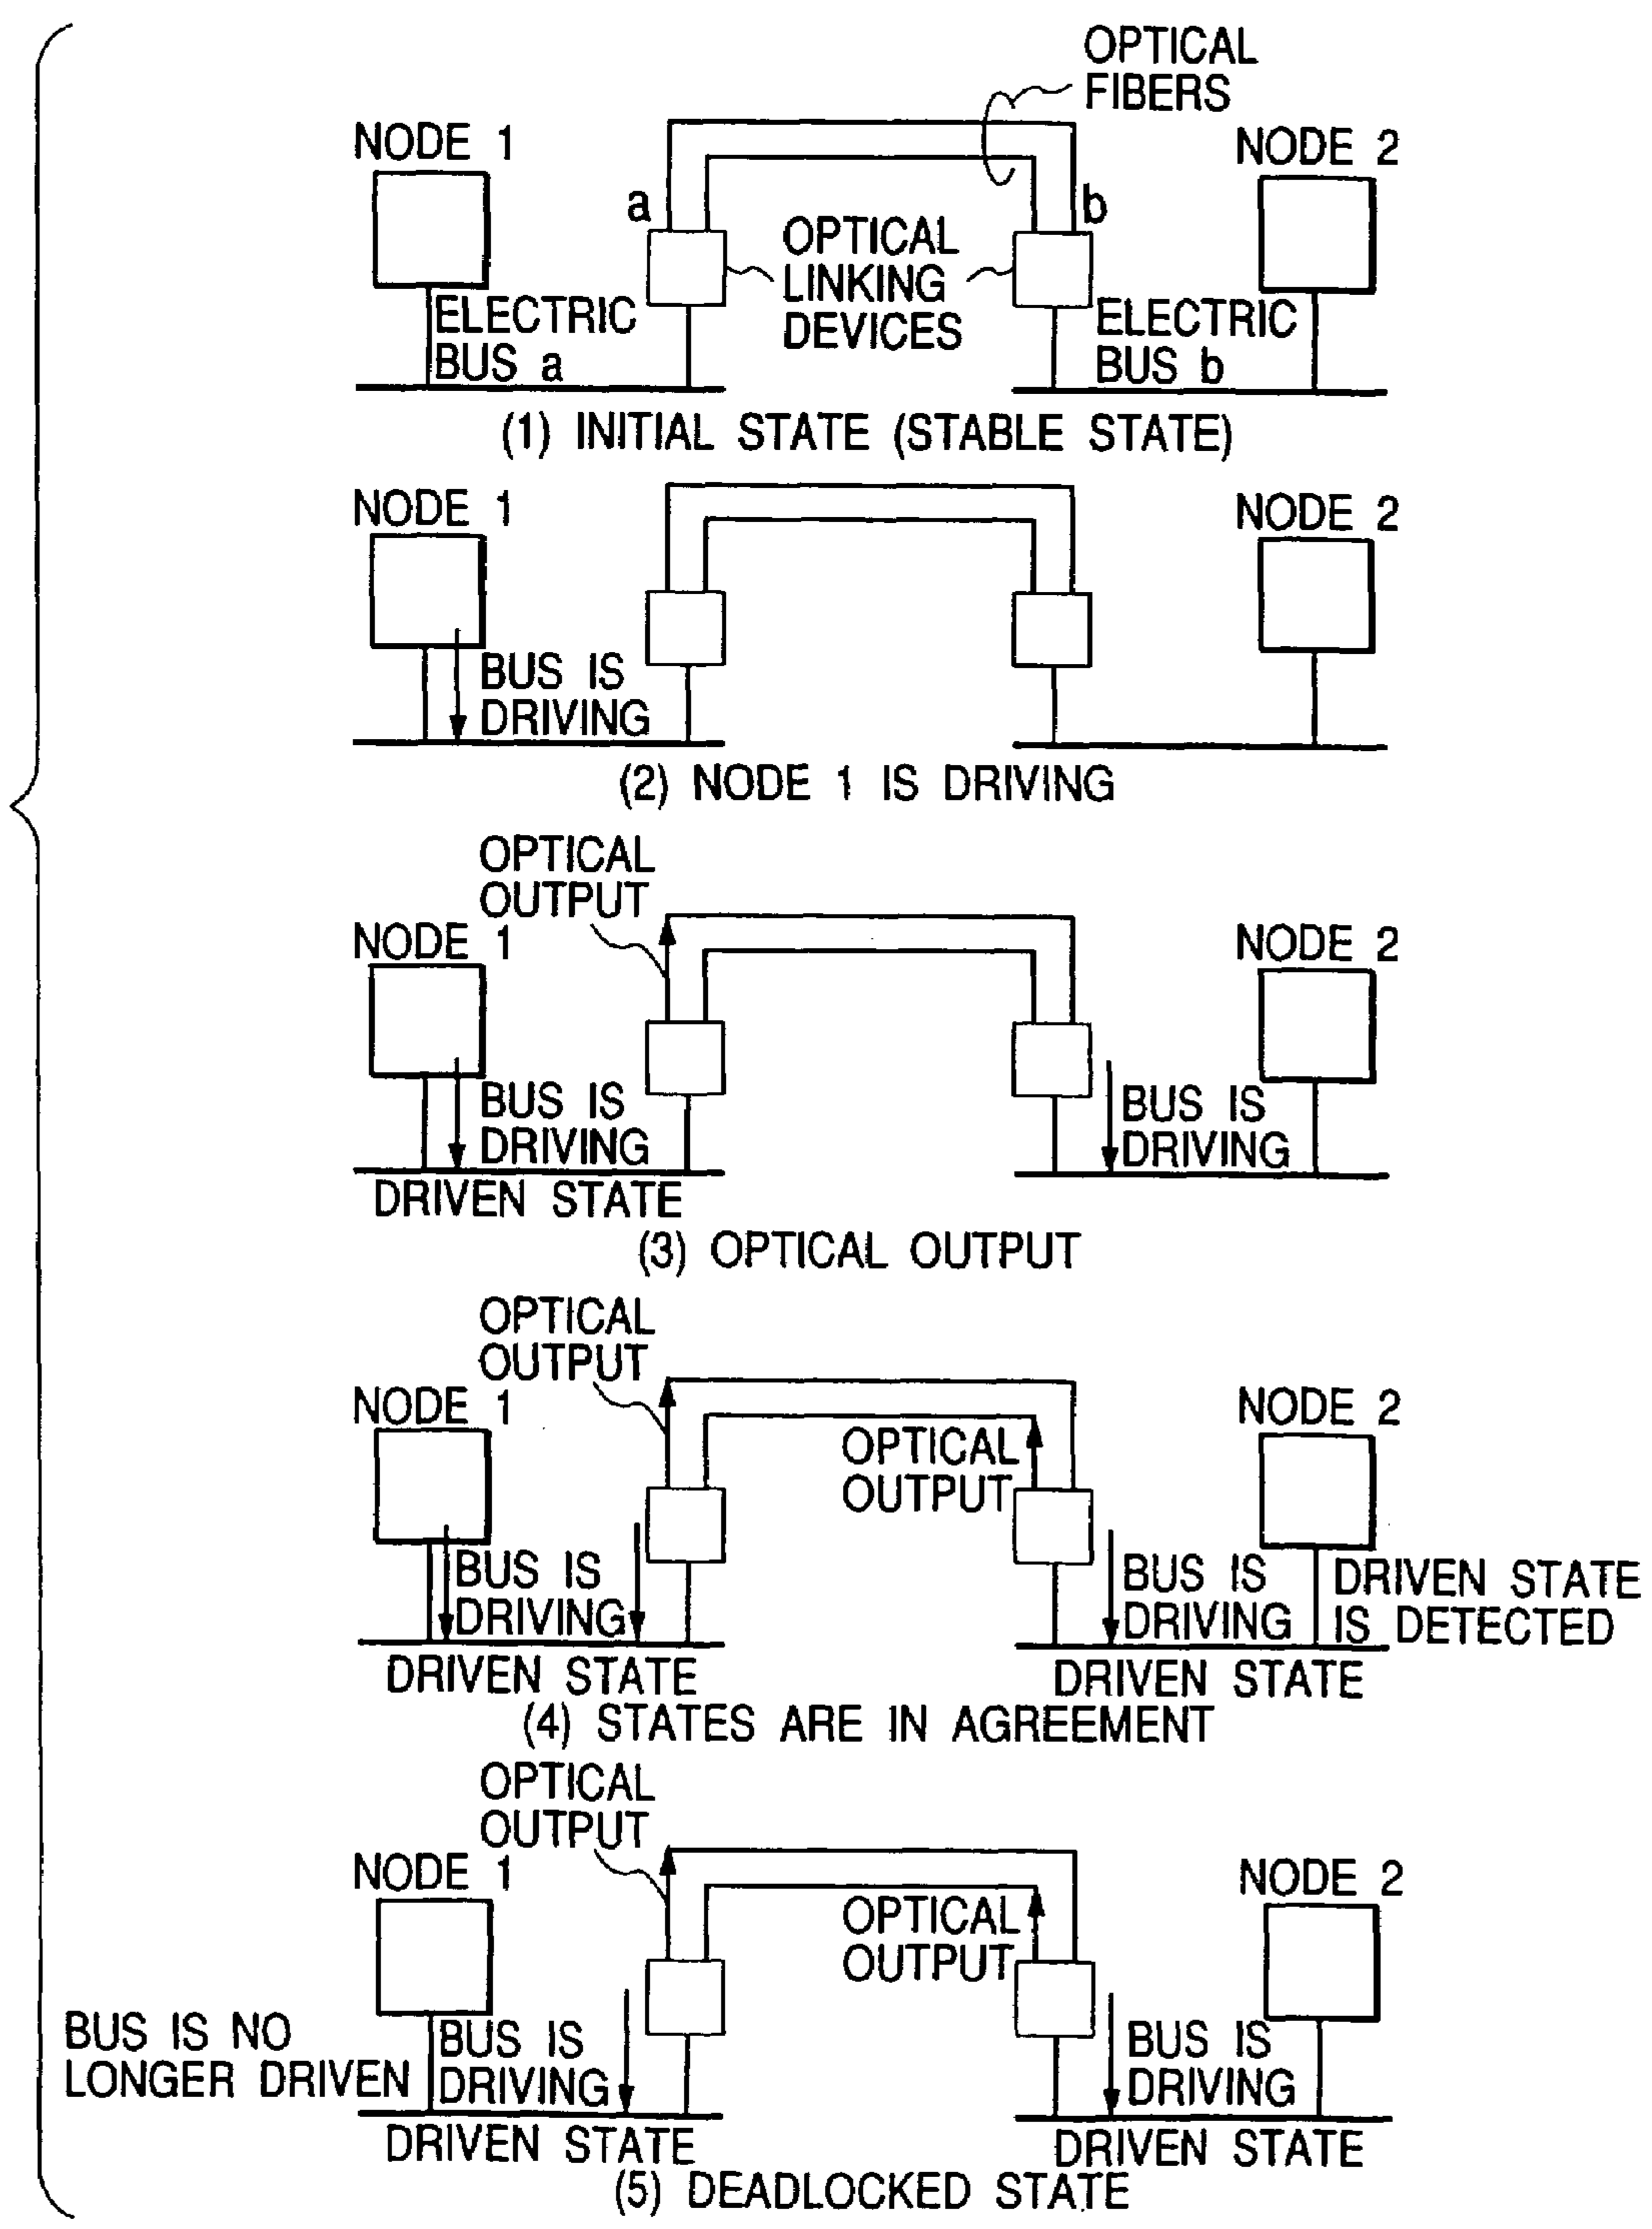 OPTICAL
FIBERS
NODE 1
NODE 2
a
b
OPTICAL
LINKING
DEVICES
ELECTRIC
BUS a
ELECTRIC
BUS b
(1) INITIAL STATE (STABLE STATE)
NODE 1
NODE 2
BUS IS
DRIVING
(2) NODE 1 IS DRIVING
OPTICAL
OUTPUT
NODE 1
NODE 2
BUS IS
DRIVING
BUS IS
DRIVING
DRIVEN STATE
(3) OPTICAL OUTPUT
OPTICAL
OUTPUT
NODE 1
NODE 2
OPTICAL
OUTPUT
BUS IS
DRIVING
BUS IS
DRIVING
DRIVEN STATE
IS DETECTED
DRIVEN STATE
DRIVEN STATE
(4) STATES ARE IN AGREEMENT
OPTICAL
OUTPUT
NODE 1
NODE 2
OPTICAL
OUTPUT
BUS IS NO
LONGER DRIVEN
BUS IS
DRIVING
BUS IS
DRIVING
DRIVEN STATE
DRIVEN STATE
(5) DEADLOCKED STATE